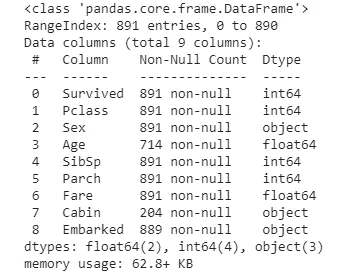 <class 'pandas.core.frame.DataFrame'>
RangeIndex: 891 entries, 0 to 890
Data columns (total 9 columns):
 #   Column    Non-Null Count  Dtype
---  ------    --------------  -----
 0   Survived  891 non-null    int64
 1   Pclass    891 non-null    int64
 2   Sex       891 non-null    object
 3   Age       714 non-null    float64
 4   SibSp     891 non-null    int64
 5   Parch     891 non-null    int64
 6   Fare      891 non-null    float64
 7   Cabin     204 non-null    object
 8   Embarked  889 non-null    object
dtypes: float64(2), int64(4), object(3)
memory usage: 62.8+ KB